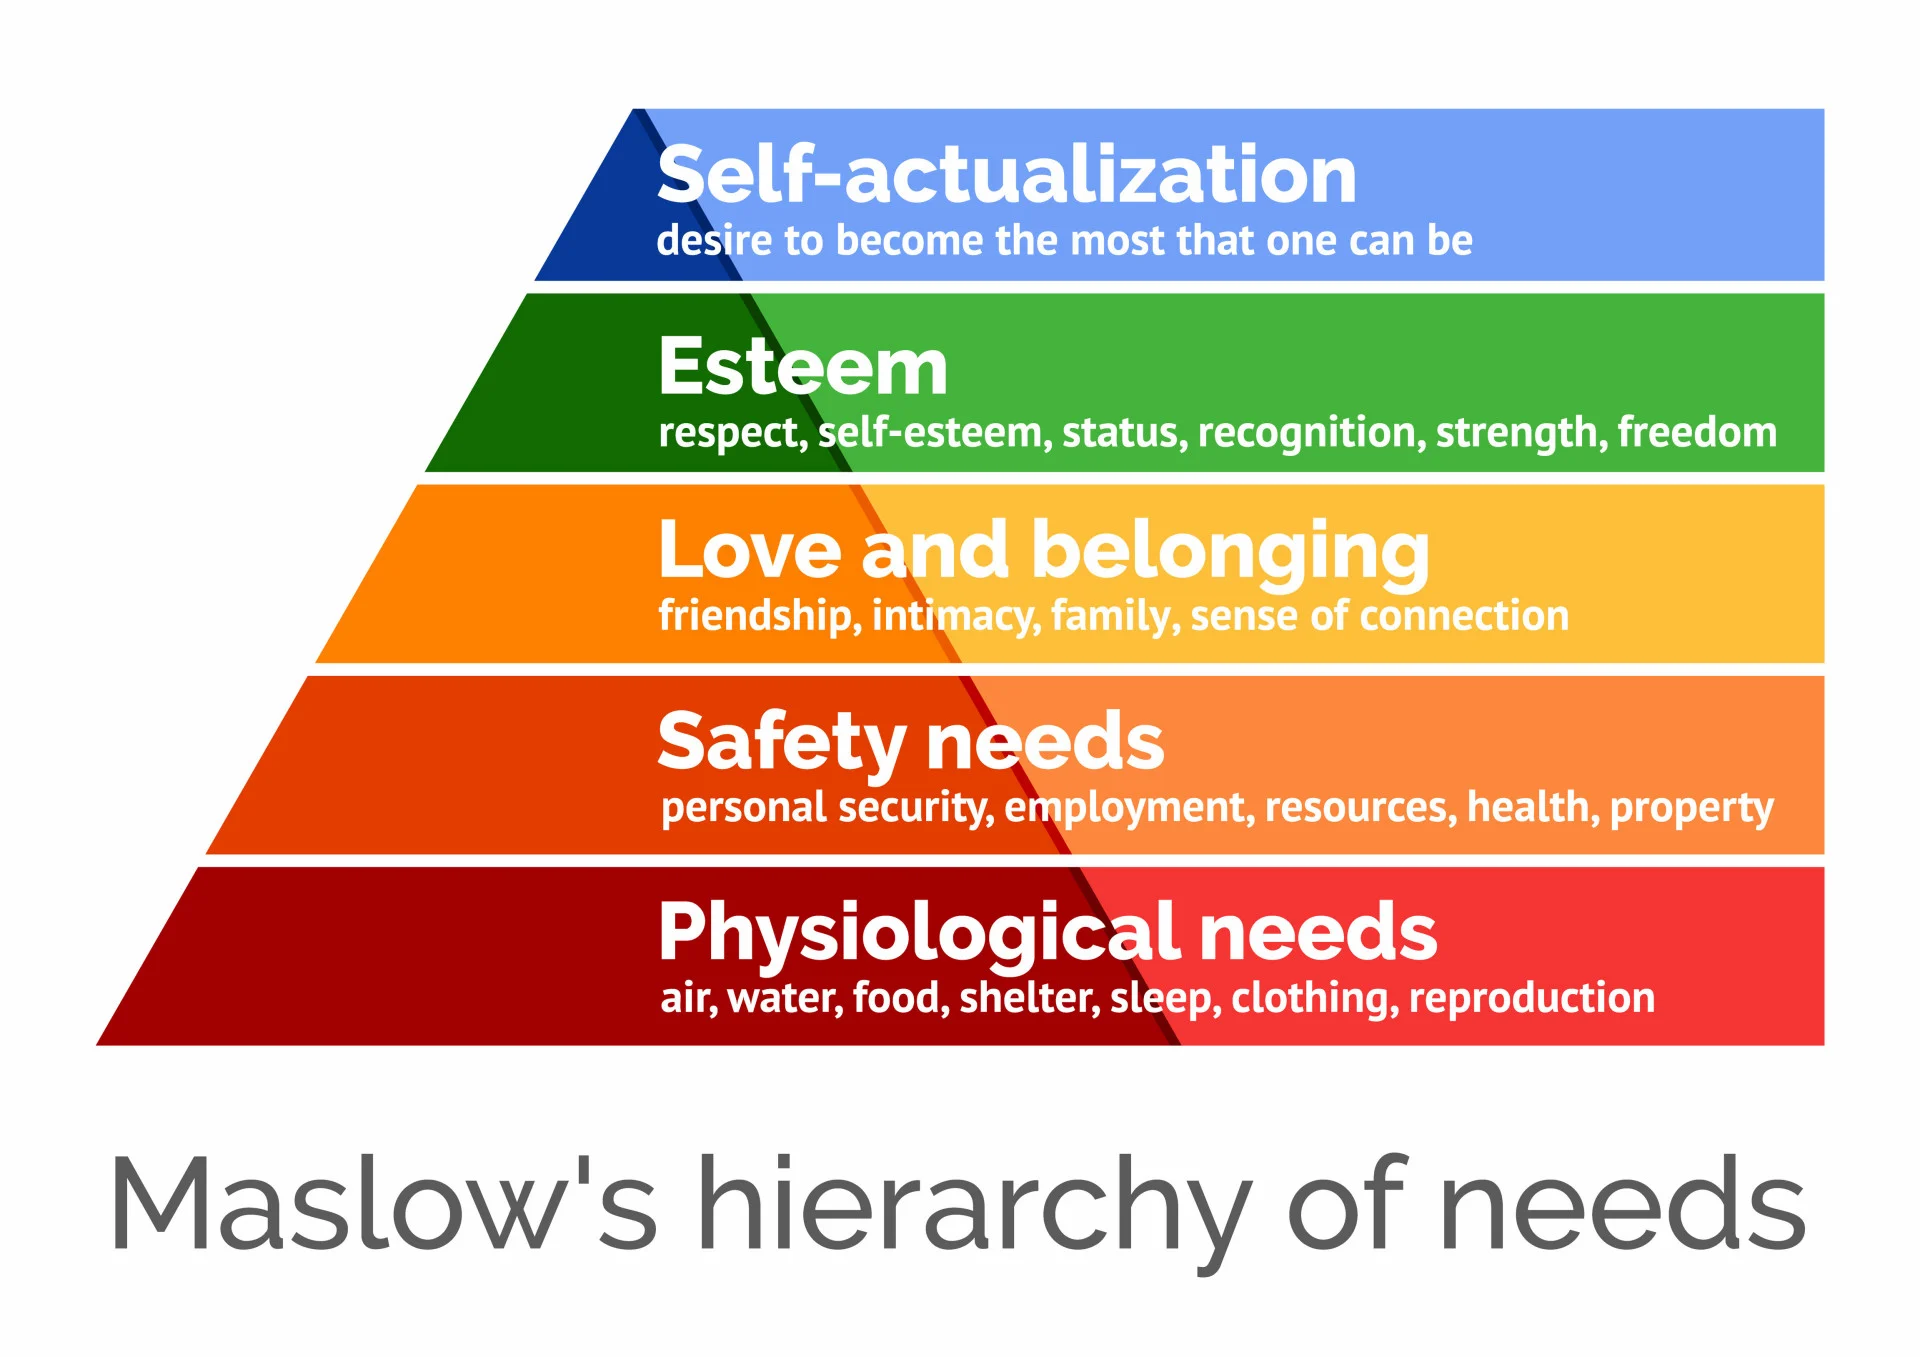 Self-actualization
desire to become the most that one can be
Esteem
respect, self-esteem, status, recognition, strength, freedom
Love and belonging
friendship, intimacy, family, sense of connection
Safety needs
personal security, employment, resources, health, property
Physiological needs
air, water, food, shelter, sleep, clothing, reproduction
Maslow's hierarchy of needs